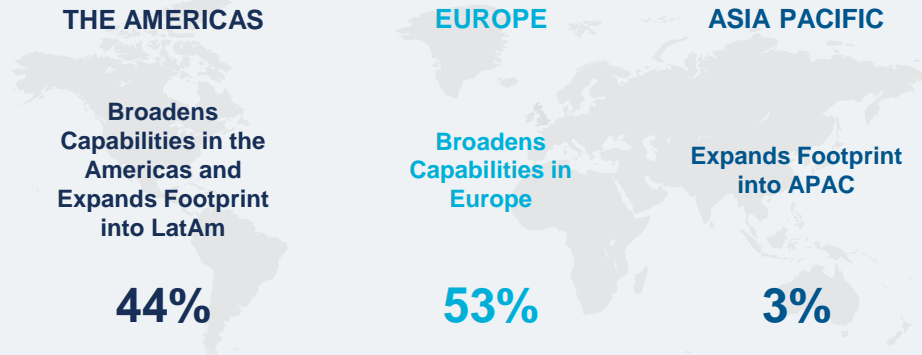 THE AMERICAS
Broadens
Capabilities in the
Americas and
Expands Footprint
into LatAm
44%
EUROPE
Broadens
Capabilities in
Europe
53%
ASIA PACIFIC
Expands Footprint
into APAC
3%